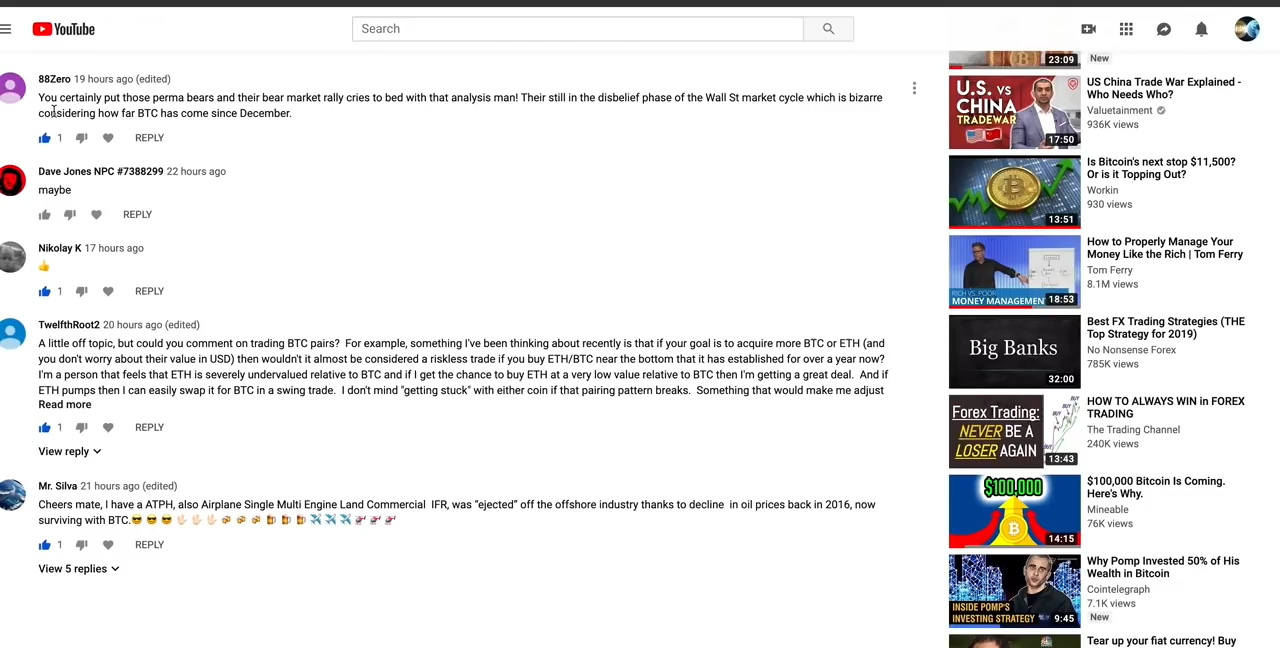 YouTube
Search
88Zero 19 hours ago (edited)
You certainly put those perma bears and their bear market rally cries to bed with that analysis man! Their still in the disbelief phase of the Wall St market cycle which is bizarre
considering how far BTC has come since December.
1 REPLY
Dave Jones NPC #7388299 22 hours ago
maybe
REPLY
Nikolay K 17 hours ago
👍
1 REPLY
TwelfthRoot2 20 hours ago (edited)
A little off topic, but could you comment on trading BTC pairs?  For example, something I've been thinking about recently is that if your goal is to acquire more BTC or ETH (and
you don't worry about their value in USD) then wouldn't it almost be considered a riskless trade if you buy ETH/BTC near the bottom that it has established for over a year now?
I'm a person that feels that ETH is severely undervalued relative to BTC and if I get the chance to buy ETH at a very low value relative to BTC then I'm getting a great deal.  And if
ETH pumps then I can easily swap it for BTC in a swing trade.  I don't mind "getting stuck" with either coin if that pairing pattern breaks.  Something that would make me adjust
Read more
1 REPLY
View reply
Mr. Silva 21 hours ago (edited)
Cheers mate, I have a ATPH, also Airplane Single Multi Engine Land Commercial  IFR, was “ejected” off the offshore industry thanks to decline  in oil prices back in 2016, now
surviving with BTC.
1 REPLY
View 5 replies
23:09
New
U.S. vs
CHINA
TRADEWAR
17:50
US China Trade War Explained -
Who Needs Who?
Valuetainment
936K views
13:51
Is Bitcoin's next stop $11,500?
Or is it Topping Out?
Workin
930 views
RICH VS. POOR
MONEY MANAGEMENT
18:53
How to Properly Manage Your
Money Like the Rich | Tom Ferry
Tom Ferry
8.1M views
Big Banks
32:00
Best FX Trading Strategies (THE
Top Strategy for 2019)
No Nonsense Forex
785K views
Forex Trading:
NEVER BE A
LOSER AGAIN
BUY
BUY
13:43
HOW TO ALWAYS WIN in FOREX
TRADING
The Trading Channel
240K views
$100,000
14:15
$100,000 Bitcoin Is Coming.
Here's Why.
Mineable
76K views
INSIDE POMP'S
INVESTING STRATEGY
9:45
Why Pomp Invested 50% of His
Wealth in Bitcoin
Cointelegraph
7.1K views
New
Tear up your fiat currency! Buy